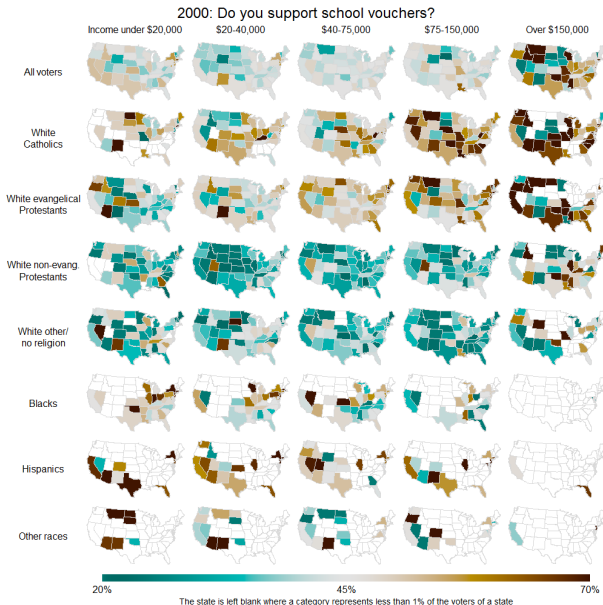 2000: Do you support school vouchers?
Income under $20,000 $20-40,000 $40-75,000 $75-150,000 Over $150,000
All voters
White
Catholics
White evangelical
Protestants
White non-evang.
Protestants
White other/
no religion
Blacks
Hispanics
Other races
20% 45% 70%
The state is left blank where a category represents less than 1% of the voters of a state